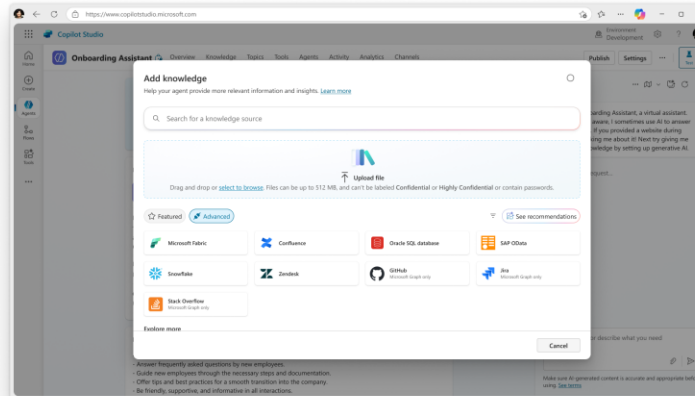 https://www.copilotstudio.microsoft.com
Copilot Studio
Environment
Development
Home
Create
Agents
Flows
Tools
Onboarding Assistant
Overview
Knowledge
Topics
Tools
Agents
Activity
Analytics
Channels
Publish
Settings
Test
Add knowledge
Help your agent provide more relevant information and insights. Learn more
Search for a knowledge source
Upload file
Drag and drop or select to browse. Files can be up to 512 MB, and can't be labeled Confidential or Highly Confidential or contain passwords.
Featured
Advanced
See recommendations
Microsoft Fabric
Confluence
Oracle SQL database
SAP OData
Snowflake
Zendesk
GitHub
Microsoft Graph only
Jira
Microsoft Graph only
Stack Overflow
Microsoft Graph only
Explore more
Cancel
arding Assistant, a virtual assistant.
aware, I sometimes use AI to answer
If you provided a website during
ing me about it! Next try giving me
owledge by setting up generative AI.
quest...
or describe what you need
Make sure AI-generated content is accurate and appropriate before
using. See terms
- Answer frequently asked questions by new employees.
- Guide new employees through the necessary steps and documentation.
- Offer tips and best practices for a smooth transition into the company.
- Be friendly, supportive, and informative in all interactions.